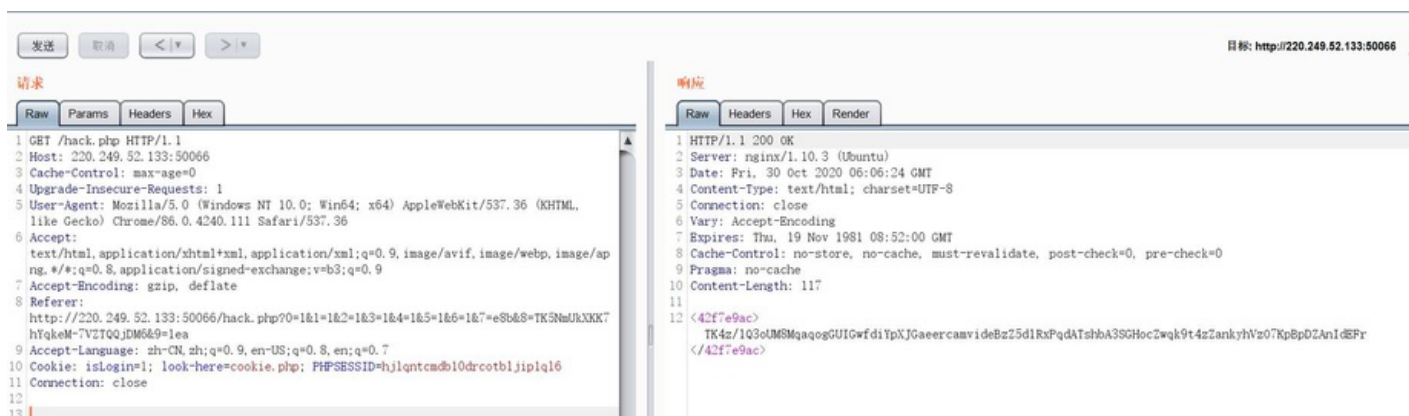 发送 取消 < >
目标: http://220.249.52.133:50066
请求
Raw Params Headers Hex
1 GET /hack.php HTTP/1.1
2 Host: 220.249.52.133:50066
3 Cache-Control: max-age=0
4 Upgrade-Insecure-Requests: 1
5 User-Agent: Mozilla/5.0 (Windows NT 10.0; Win64; x64) AppleWebKit/537.36 (KHTML,
like Gecko) Chrome/86.0.4240.111 Safari/537.36
6 Accept:
text/html,application/xhtml+xml,application/xml;q=0.9,image/avif,image/webp,image/ap
ng,*/*;q=0.8,application/signed-exchange;v=b3;q=0.9
7 Accept-Encoding: gzip, deflate
8 Referer:
http://220.249.52.133:50066/hack.php?0=1&1=1&2=1&3=1&4=1&5=1&6=1&7=e8b&8=TK5NmUkXKK7
hYqkeM-7VZTQQjDM6&9=1ea
9 Accept-Language: zh-CN,zh;q=0.9,en-US;q=0.8,en;q=0.7
10 Cookie: isLogin=1; look-here=cookie.php; PHPSESSID=hjlqntcmdbl0drcotbljiplql6
11 Connection: close
12
13
响应
Raw Headers Hex Render
1 HTTP/1.1 200 OK
2 Server: nginx/1.10.3 (Ubuntu)
3 Date: Fri, 30 Oct 2020 06:06:24 GMT
4 Content-Type: text/html; charset=UTF-8
5 Connection: close
6 Vary: Accept-Encoding
7 Expires: Thu, 19 Nov 1981 08:52:00 GMT
8 Cache-Control: no-store, no-cache, must-revalidate, post-check=0, pre-check=0
9 Pragma: no-cache
10 Content-Length: 117
11
12 <42f7e9ac>
TK4z/1Q3oUM8MqaqogGUIGwfdiYpXJGaeercamvideBzZ5dlRxPqdATshbA3SGHocZwqk9t4zZankyhVz07KpBpDZAnIdEFr
</42f7e9ac>